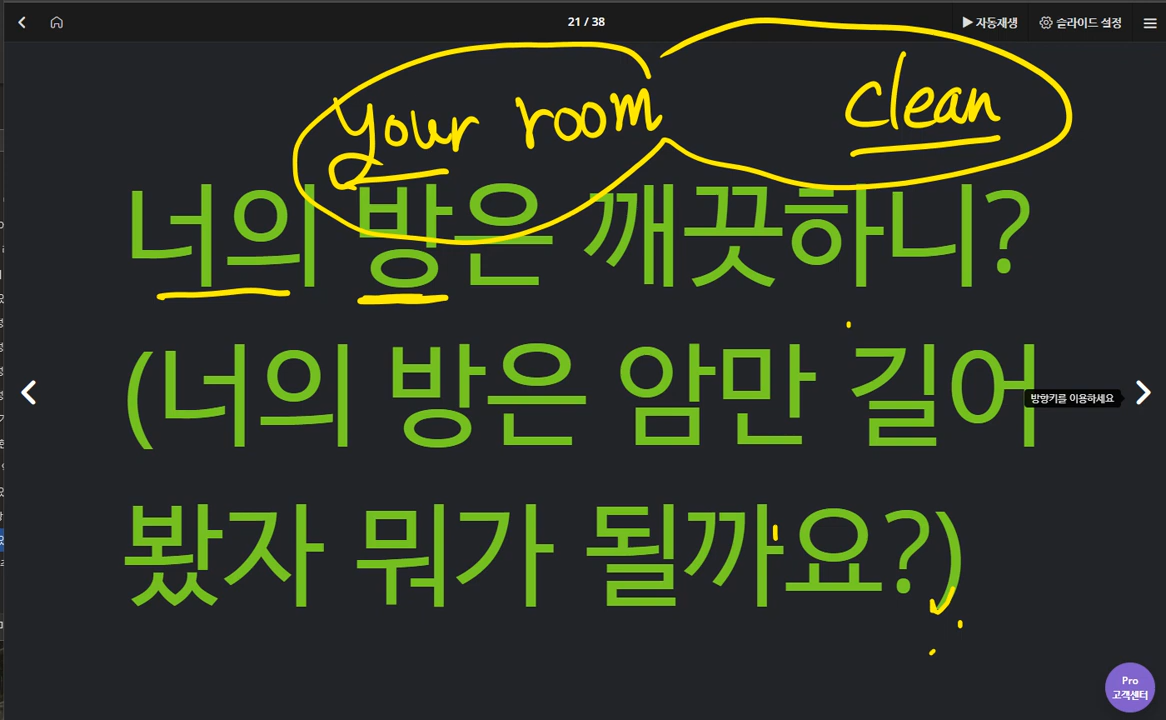 21 / 38
▶ 자동재생
슬라이드 설정
your room
clean
너의 방은 깨끗하니?
(너의 방은 암만 길어
방향키를 이용하세요
봤자 뭐가 될까요?)
Pro
고객센터